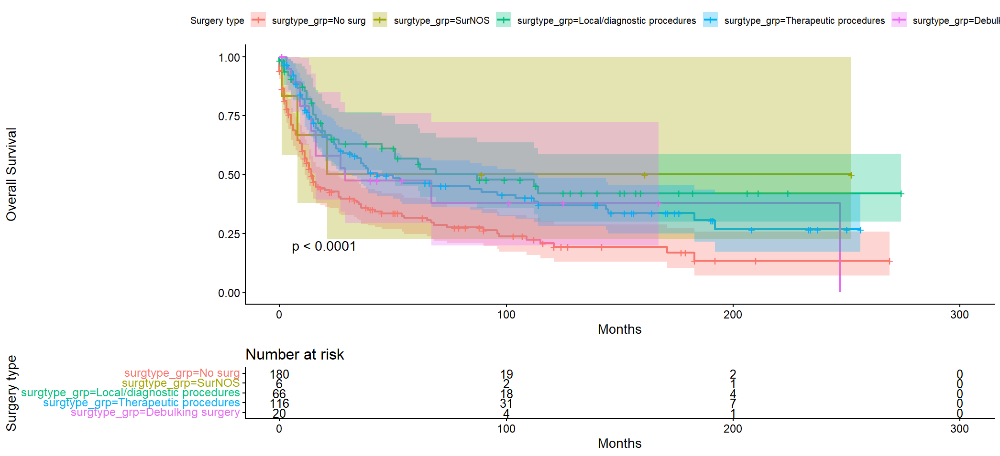 Surgery type surgtype_grp=No surg surgtype_grp=SurNOS surgtype_grp=Local/diagnostic procedures surgtype_grp=Therapeutic procedures surgtype_grp=Debulk
Overall Survival
1.00
0.75
0.50
0.25
0.00
p < 0.0001
0 100 200 300
Months
Number at risk
Surgery type
surgtype_grp=No surg 180 19 2 0
surgtype_grp=SurNOS 6 2 1 0
surgtype_grp=Local/diagnostic procedures 66 18 4 0
surgtype_grp=Therapeutic procedures 116 31 7 0
surgtype_grp=Debulking surgery 20 4 1 0
0 100 200 300
Months